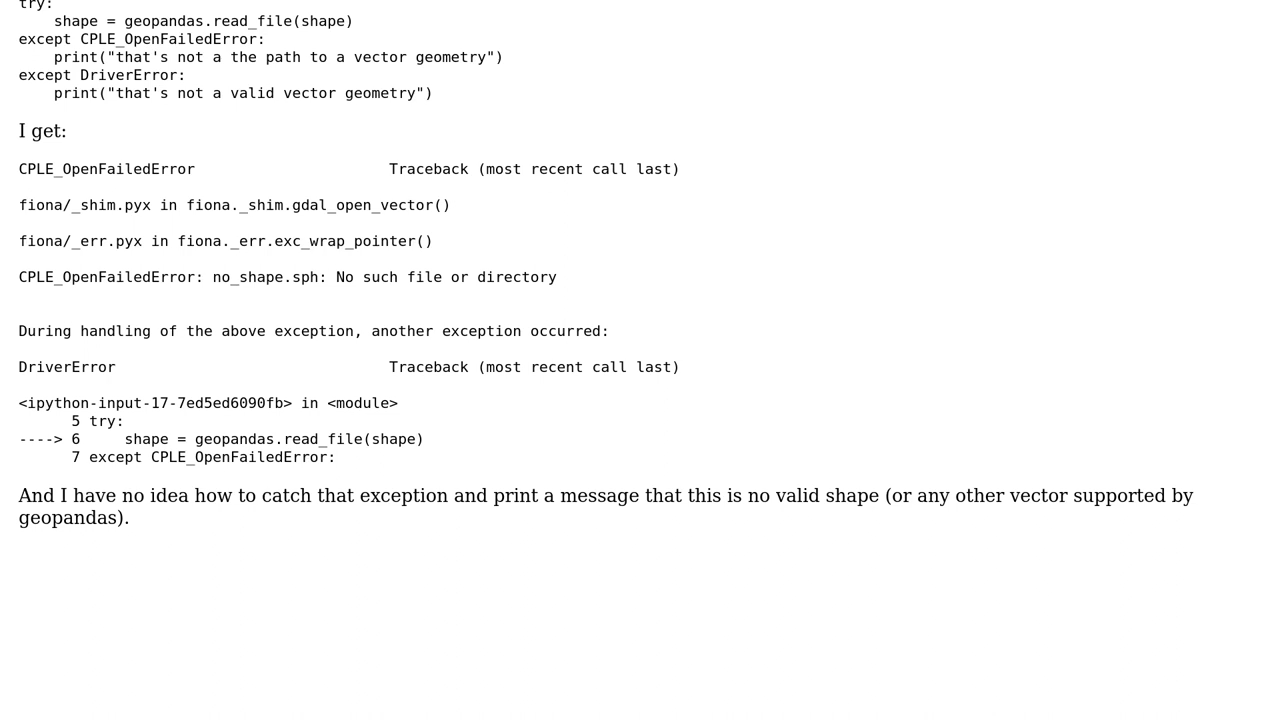 try:
    shape = geopandas.read_file(shape)
except CPLE_OpenFailedError:
    print("that's not a the path to a vector geometry")
except DriverError:
    print("that's not a valid vector geometry")
I get:
CPLE_OpenFailedError                      Traceback (most recent call last)
fiona/_shim.pyx in fiona._shim.gdal_open_vector()
fiona/_err.pyx in fiona._err.exc_wrap_pointer()
CPLE_OpenFailedError: no_shape.sph: No such file or directory
During handling of the above exception, another exception occurred:
DriverError                               Traceback (most recent call last)
<ipython-input-17-7ed5ed6090fb> in <module>
      5 try:
----> 6     shape = geopandas.read_file(shape)
      7 except CPLE_OpenFailedError:
And I have no idea how to catch that exception and print a message that this is no valid shape (or any other vector supported by
geopandas).